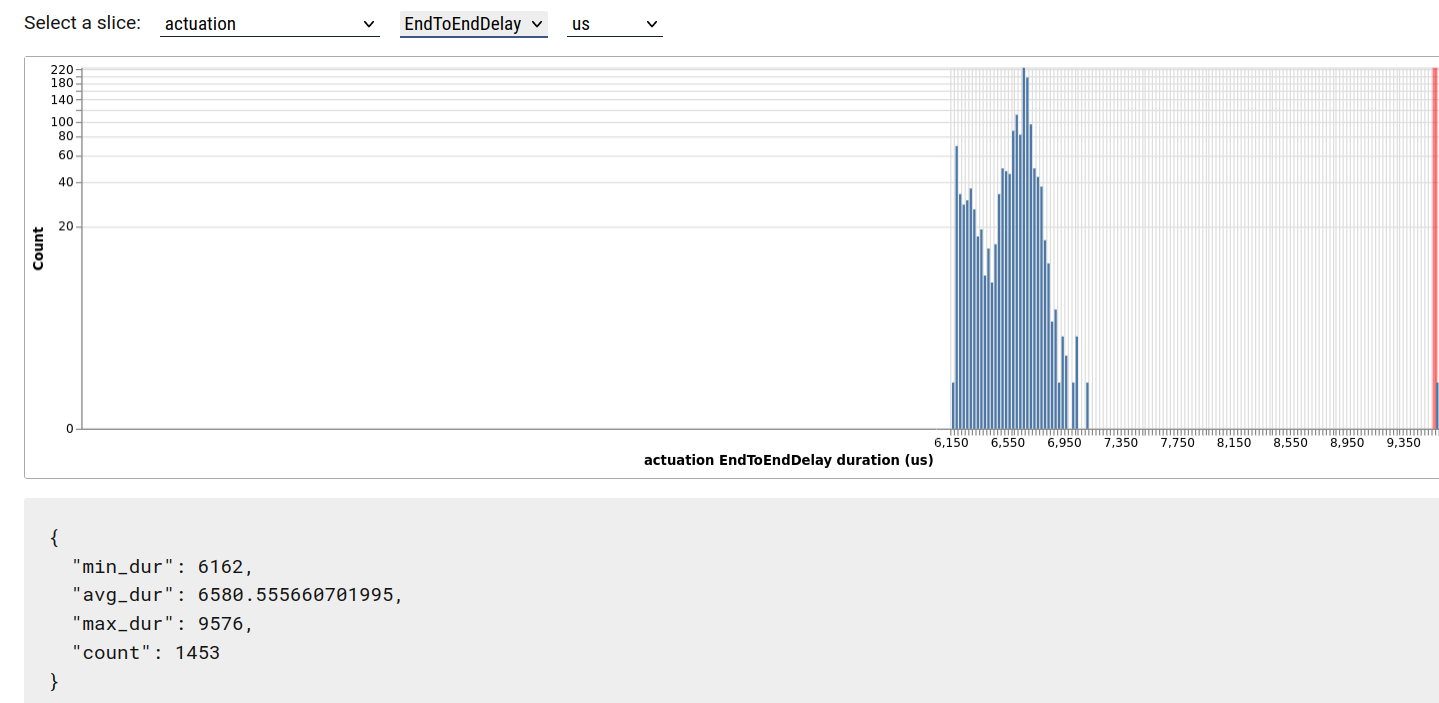 Select a slice: actuation EndToEndDelay us
220
180
140
100
80
60
40
20
0
Count
6,150 6,550 6,950 7,350 7,750 8,150 8,550 8,950 9,350
actuation EndToEndDelay duration (us)
{
"min_dur": 6162,
"avg_dur": 6580.555660701995,
"max_dur": 9576,
"count": 1453
}